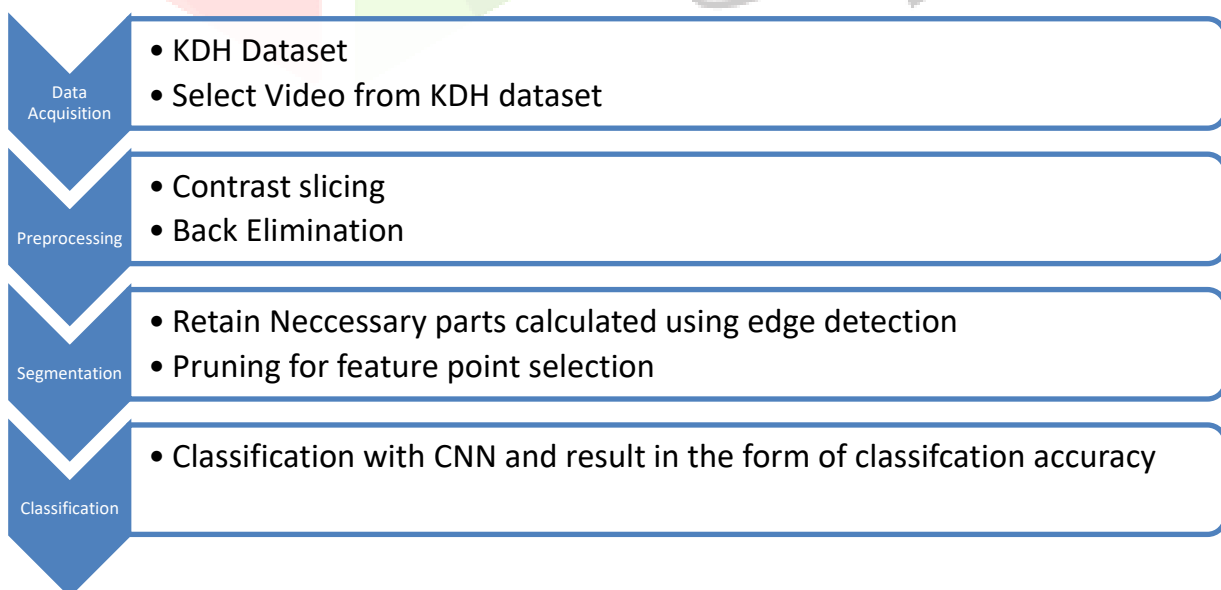 Data
Acquisition
• KDH Dataset
• Select Video from KDH dataset
Preprocessing
• Contrast slicing
• Back Elimination
Segmentation
• Retain Neccessary parts calculated using edge detection
• Pruning for feature point selection
Classification
• Classification with CNN and result in the form of classifcation accuracy